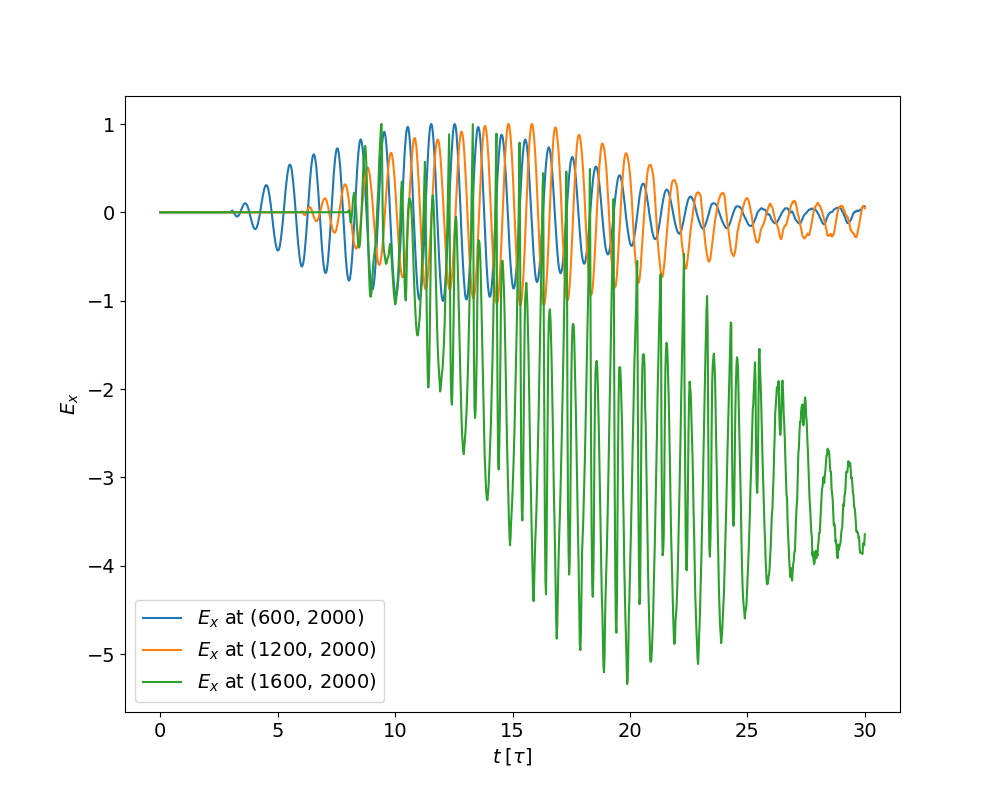 1
0
−1
−2
−3
−4
−5
E_x
0 5 10 15 20 25 30
t [τ]
E_x at (600, 2000)
E_x at (1200, 2000)
E_x at (1600, 2000)